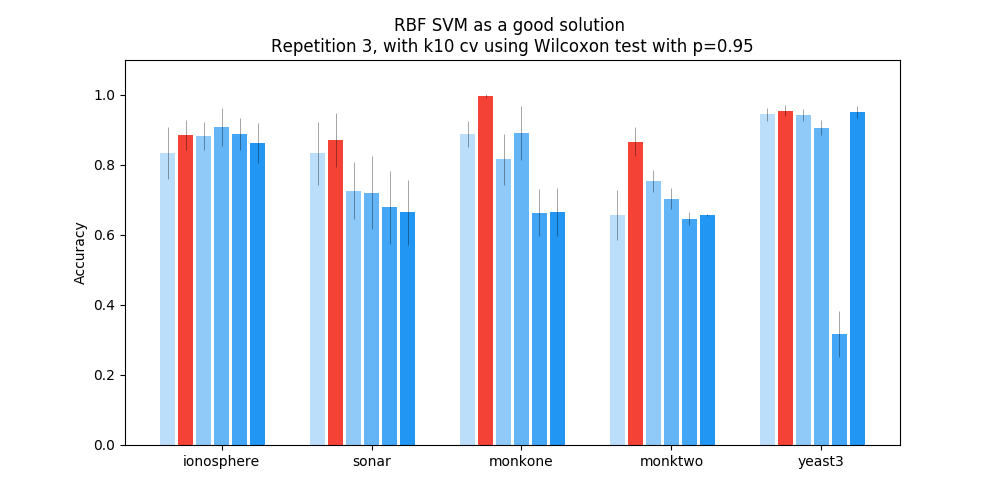 RBF SVM as a good solution
Repetition 3, with k10 cv using Wilcoxon test with p=0.95
1.0
0.8
0.6
0.4
0.2
0.0
Accuracy
ionosphere
sonar
monkone
monktwo
yeast3